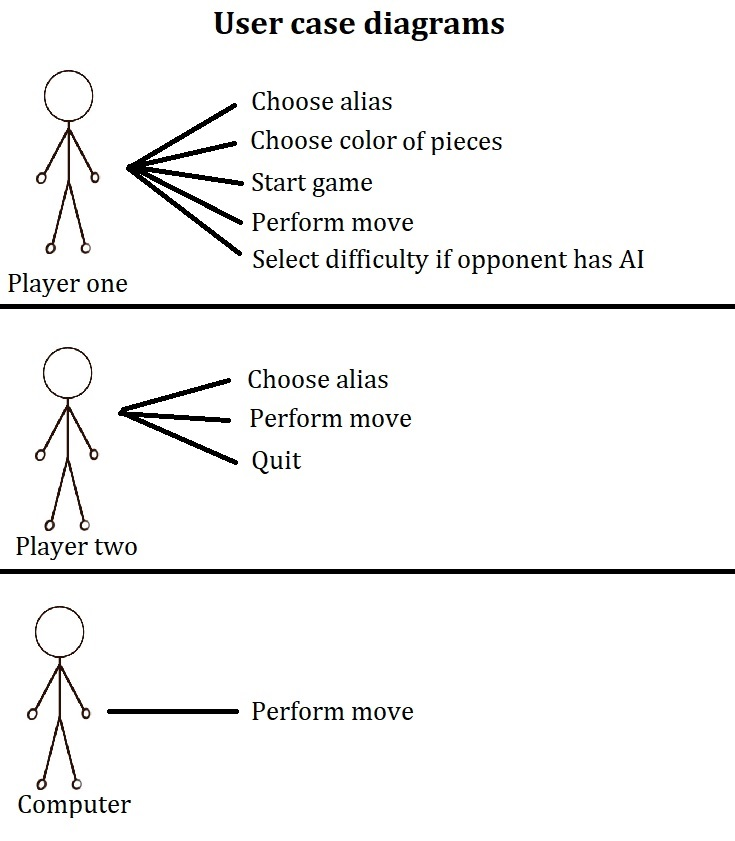 User case diagrams
Choose alias
Choose color of pieces
Start game
Perform move
Select difficulty if opponent has AI
Player one
Choose alias
Perform move
Quit
Player two
Perform move
Computer